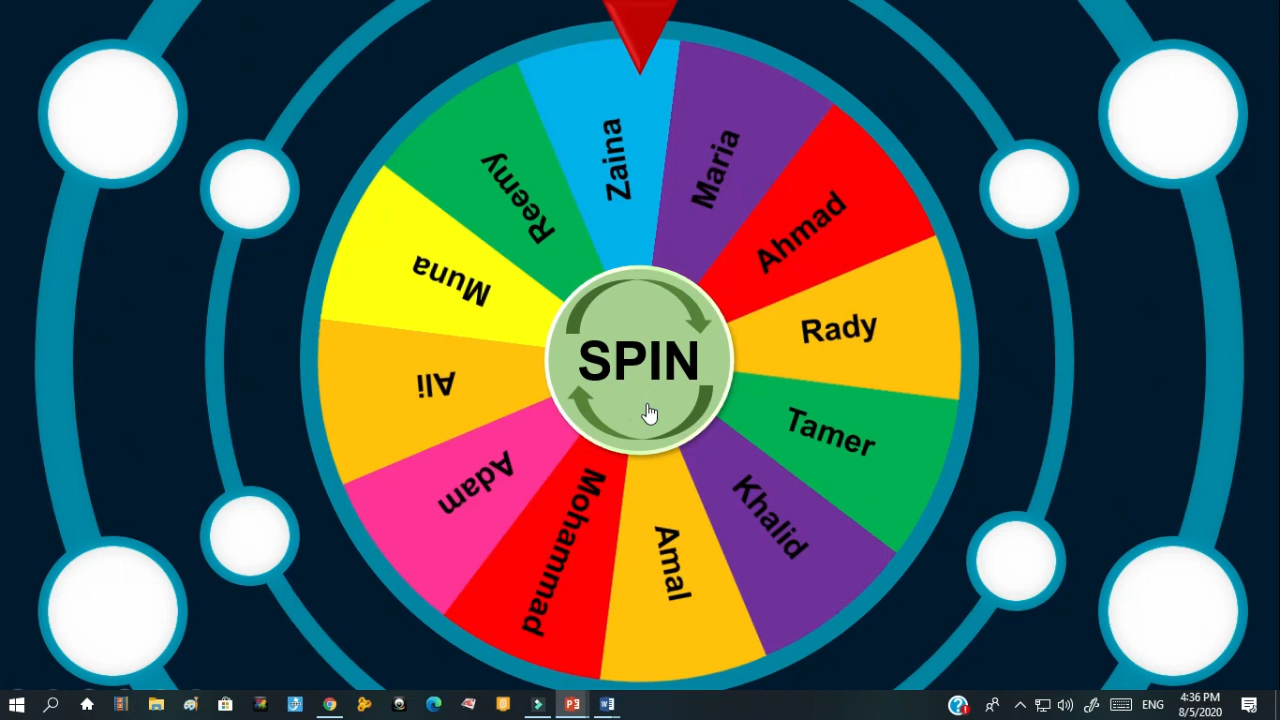 Zaina
Maria
Ahmad
Rady
Tamer
Khalid
Amal
Mohammad
Adam
Ali
Muna
Reemy
SPIN
ENG
4:36 PM
8/5/2020